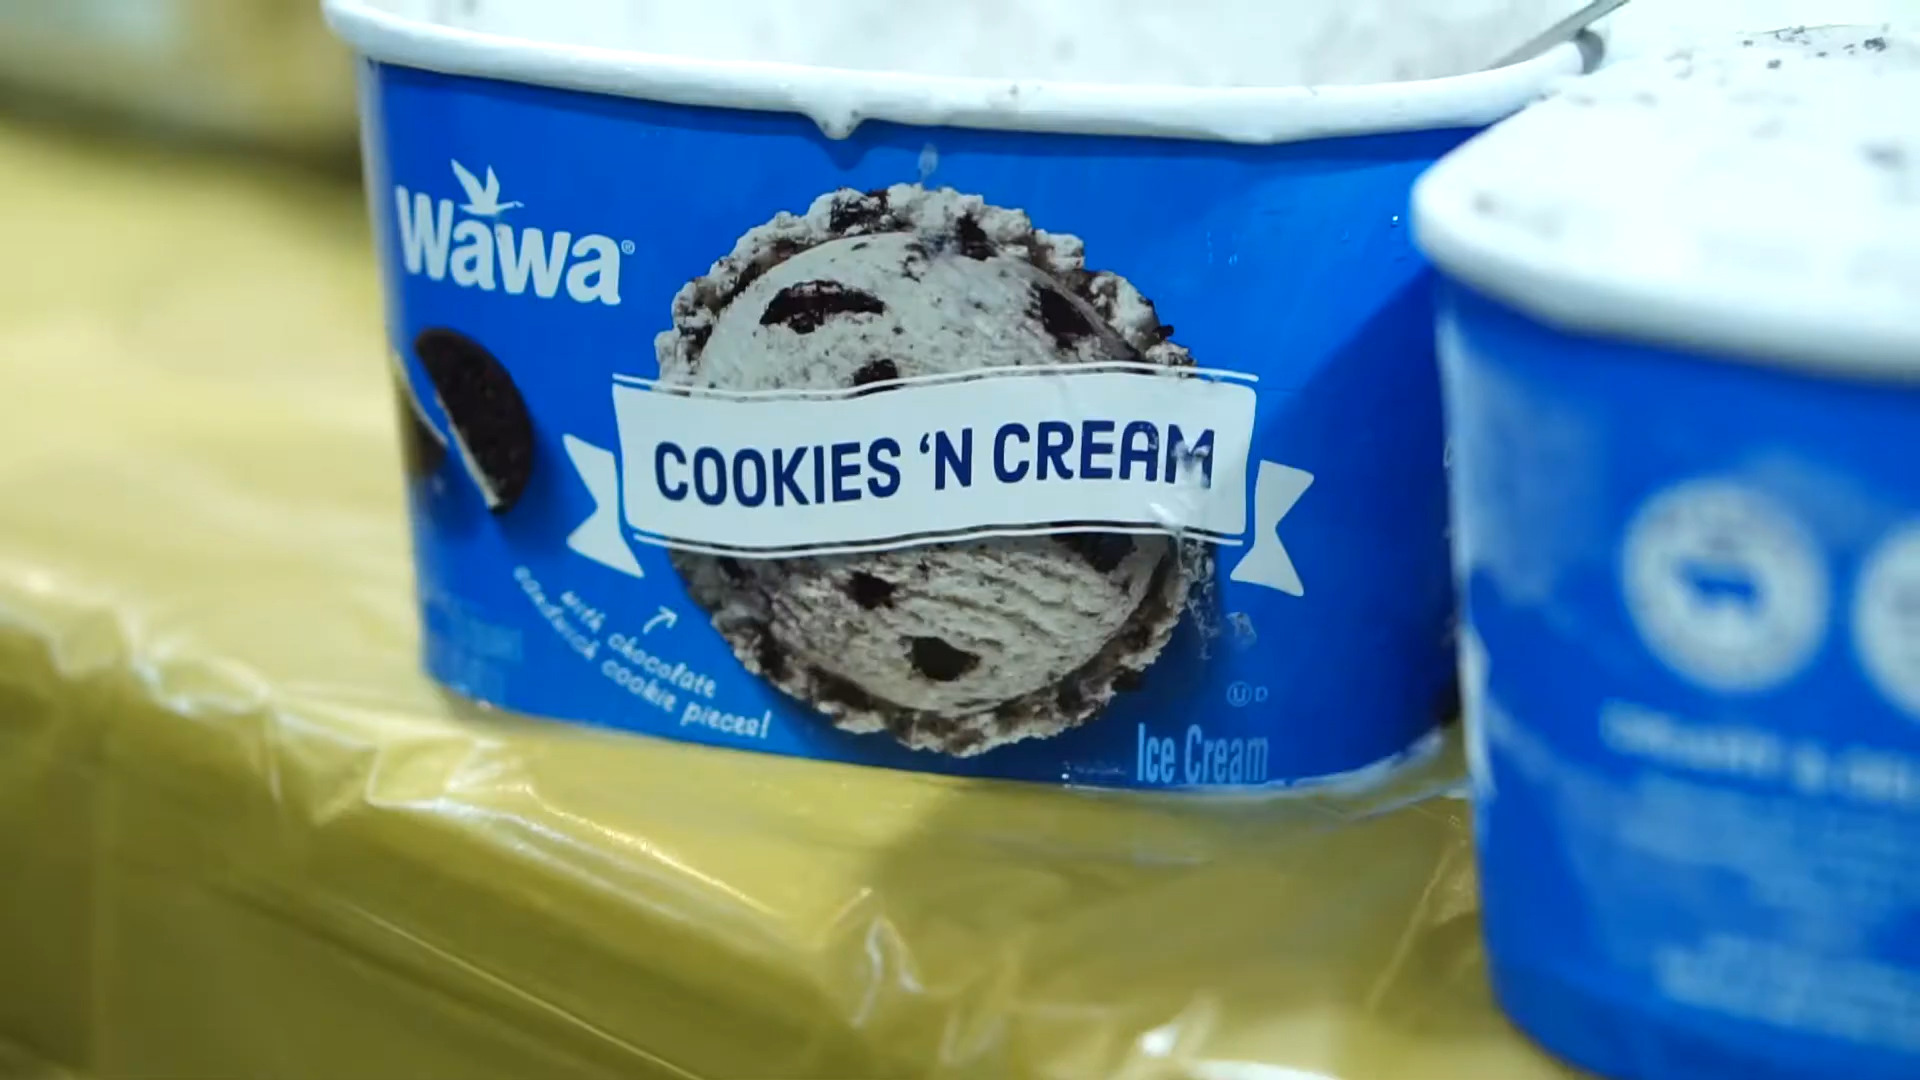 Wawa®
COOKIES ‘N CREAM
with chocolate
sandwich cookie pieces!
U D
Ice Cream